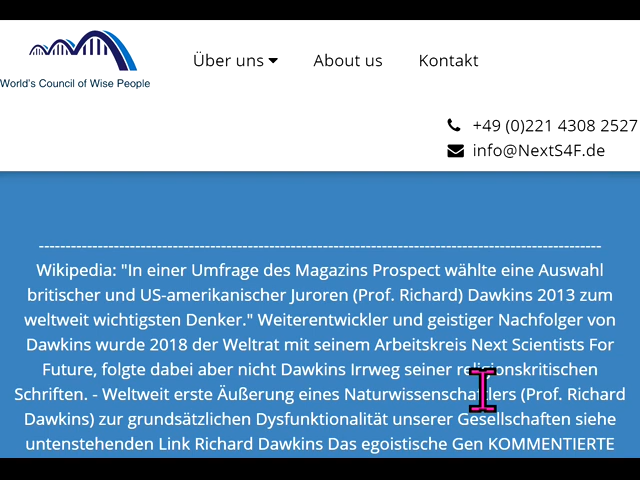 World's Council of Wise People
Über uns
About us
Kontakt
+49 (0)221 4308 2527
info@NextS4F.de
--------------------------------------------------------------------------------------------------------------
Wikipedia: "In einer Umfrage des Magazins Prospect wählte eine Auswahl
britischer und US-amerikanischer Juroren (Prof. Richard) Dawkins 2013 zum
weltweit wichtigsten Denker." Weiterentwickler und geistiger Nachfolger von
Dawkins wurde 2018 der Weltrat mit seinem Arbeitskreis Next Scientists For
Future, folgte dabei aber nicht Dawkins Irrweg seiner religionskritischen
Schriften. - Weltweit erste Äußerung eines Naturwissenschaftlers (Prof. Richard
Dawkins) zur grundsätzlichen Dysfunktionalität unserer Gesellschaften siehe
untenstehenden Link Richard Dawkins Das egoistische Gen KOMMENTIERTE